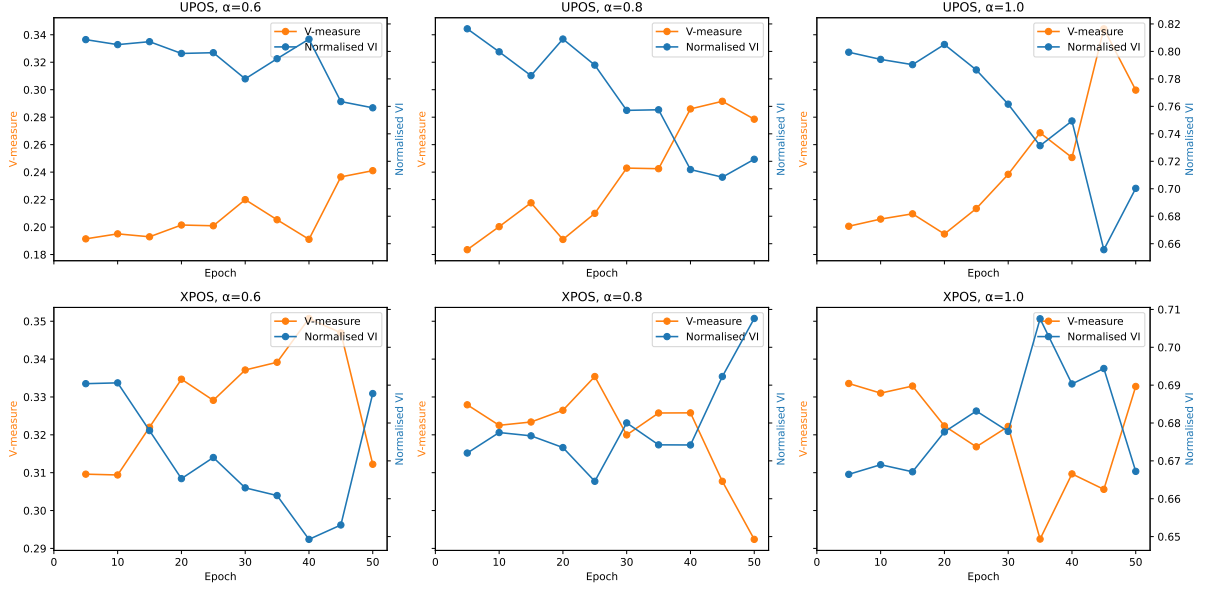 UPOS, α=0.6
V-measure
Normalised VI
0.34
0.32
0.30
0.28
0.26
0.24
0.22
0.20
0.18
V-measure
Normalised VI
Epoch
UPOS, α=0.8
V-measure
Normalised VI
V-measure
Normalised VI
Epoch
UPOS, α=1.0
V-measure
Normalised VI
V-measure
0.82
0.80
0.78
0.76
0.74
0.72
0.70
0.68
0.66
Normalised VI
Epoch
XPOS, α=0.6
V-measure
Normalised VI
0.35
0.34
0.33
0.32
0.31
0.30
0.29
V-measure
Normalised VI
0 10 20 30 40 50
Epoch
XPOS, α=0.8
V-measure
Normalised VI
V-measure
Normalised VI
0 10 20 30 40 50
Epoch
XPOS, α=1.0
V-measure
Normalised VI
V-measure
0.71
0.70
0.69
0.68
0.67
0.66
0.65
Normalised VI
0 10 20 30 40 50
Epoch